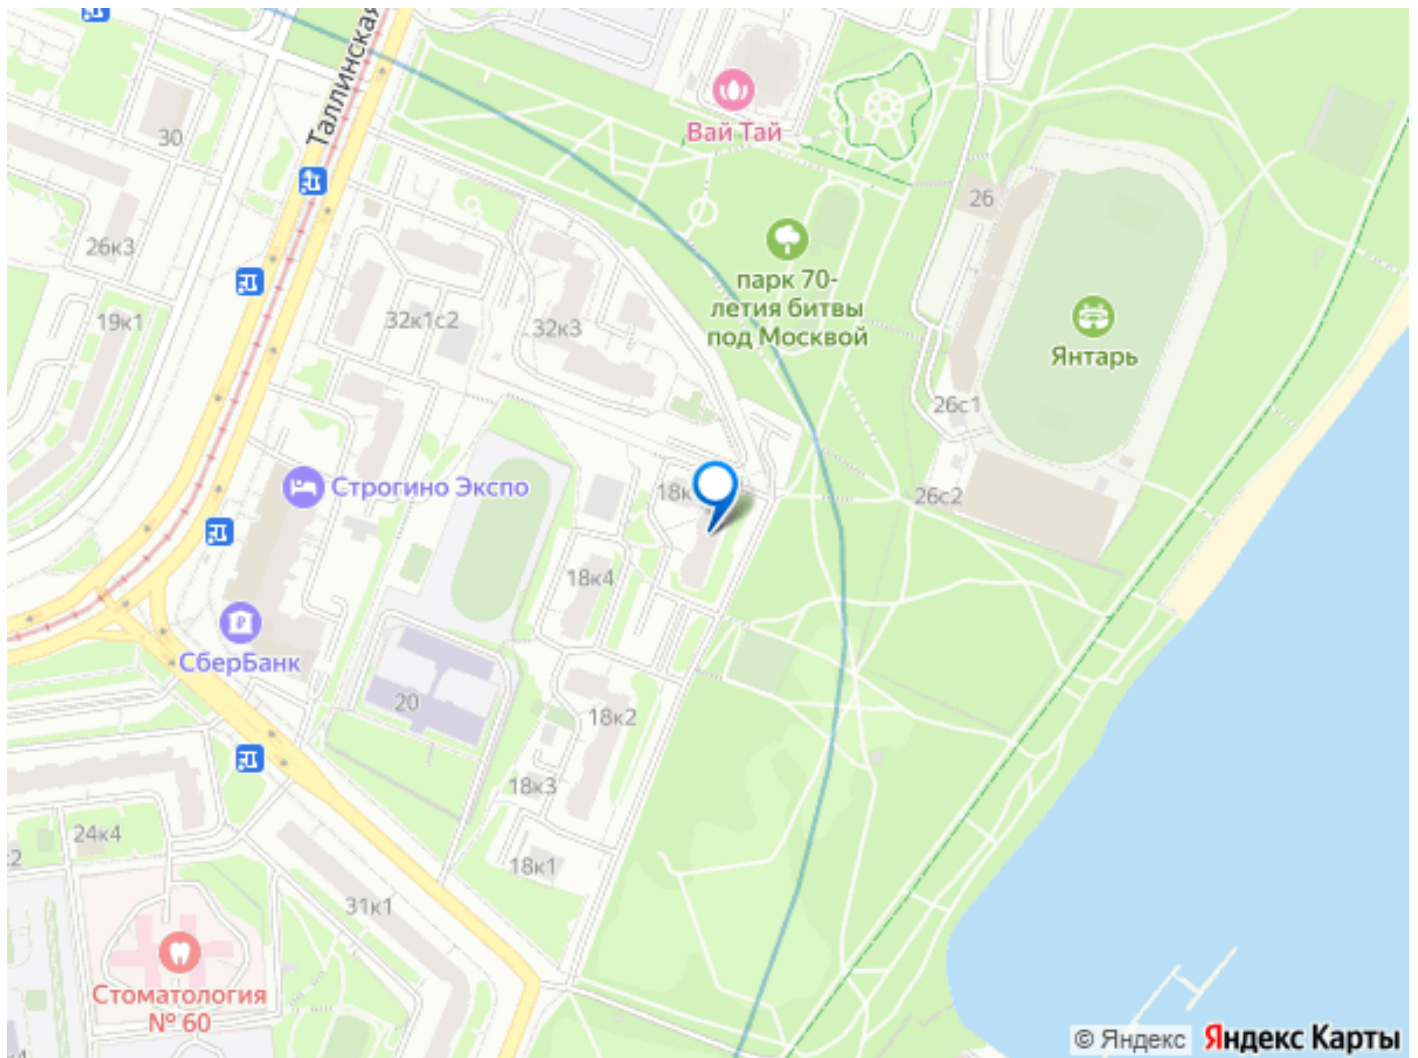 Таллинская
30
Вай Тай
26к3
26
19к1
32к1с2
32к3
парк 70-
летия битвы
под Москвой
Янтарь
26с1
Строгино Экспо
18к
26с2
18к4
СберБанк
20
18к2
18к3
24к4
18к1
31к1
Стоматология
№ 60
© Яндекс Яндекс Карты